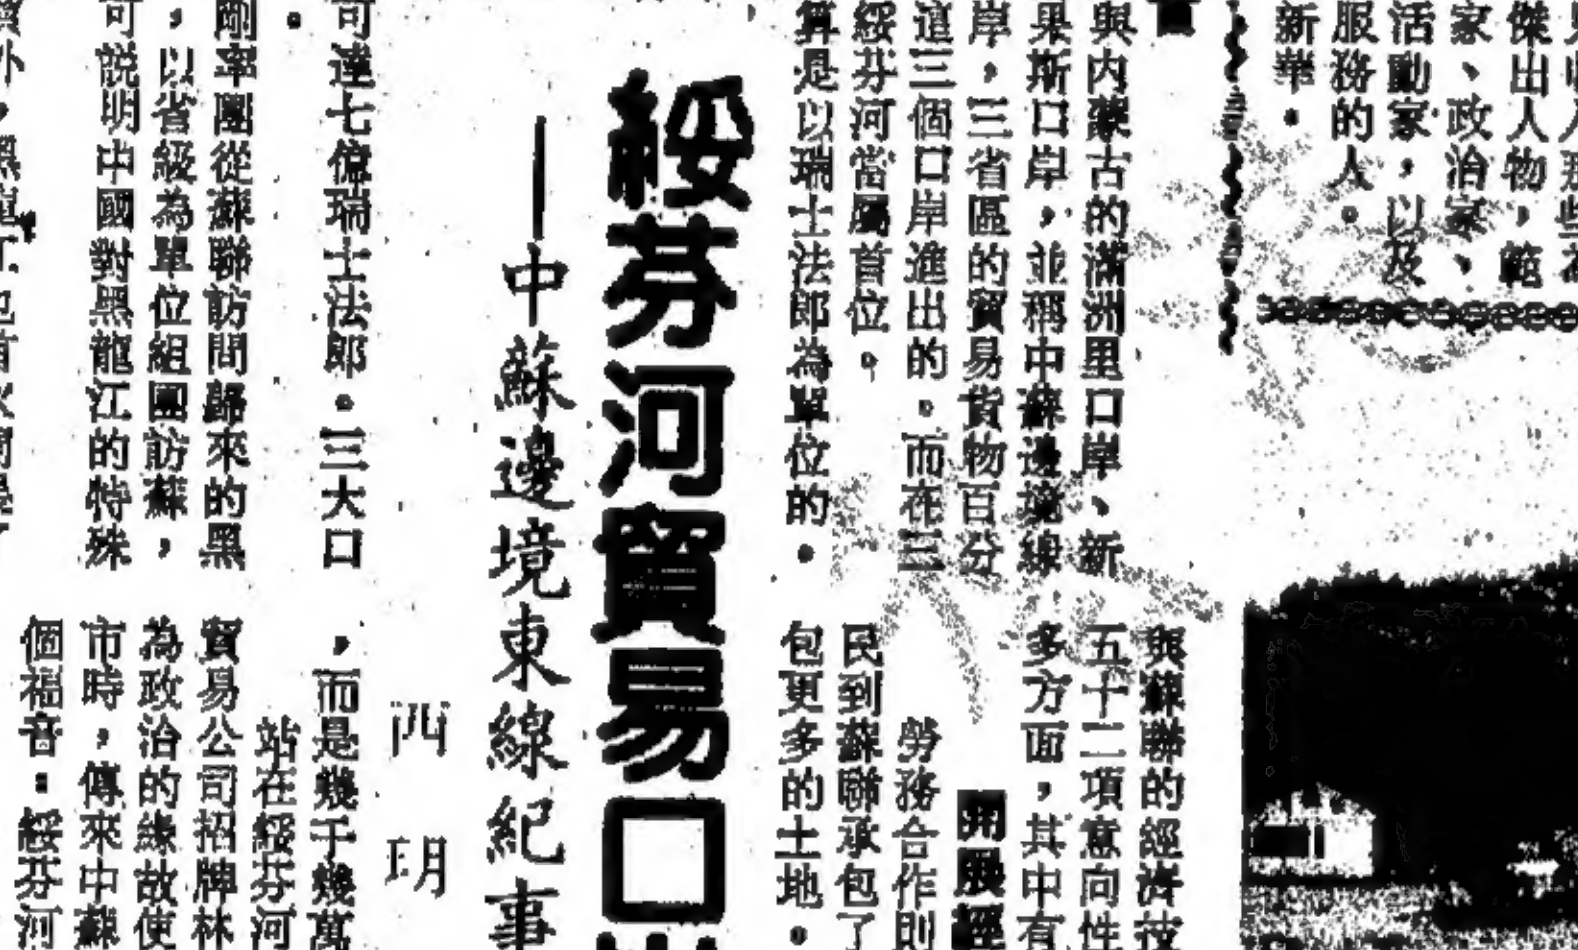 傑出人物，範
家、政治家、
活動家，以及
服務的人。
新華。
與內蒙古的滿洲里口岸、新
果斯口岸，並稱中蘇邊境線
岸，三省區的貿易貨物百分
這三個口岸進出的。而在三
綏芬河當屬首位。
算是以瑞士法郎為單位的。
綏芬河貿易口
——中蘇邊境東線紀事
西玥
可達七億瑞士法郎。三大口
剛率團從蘇聯訪問歸來的黑
，以省級為單位組團訪蘇，
可説明中國對黑龍江的特殊
與蘇聯的經濟技
五十二項意向性
多方面，其中有
開展經
勞務合作則
民到蘇聯承包了
包更多的土地。
，而是幾千幾萬
站在綏芬河
貿易公司招牌林
為政治的緣故使
市時，傳來中蘇
個福音：綏芬河